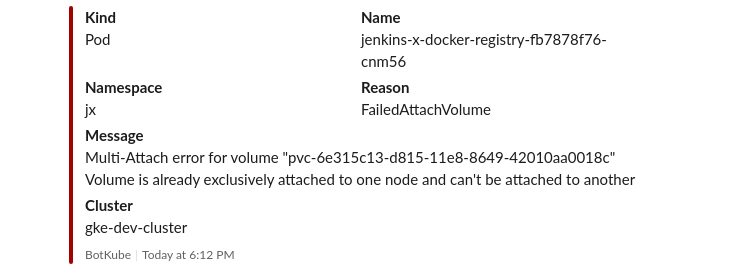 Kind
Name
Pod
jenkins-x-docker-registry-fb7878f76-
cnm56
Namespace
Reason
jx
FailedAttachVolume
Message
Multi-Attach error for volume "pvc-6e315c13-d815-11e8-8649-42010aa0018c"
Volume is already exclusively attached to one node and can't be attached to another
Cluster
gke-dev-cluster
BotKube | Today at 6:12 PM